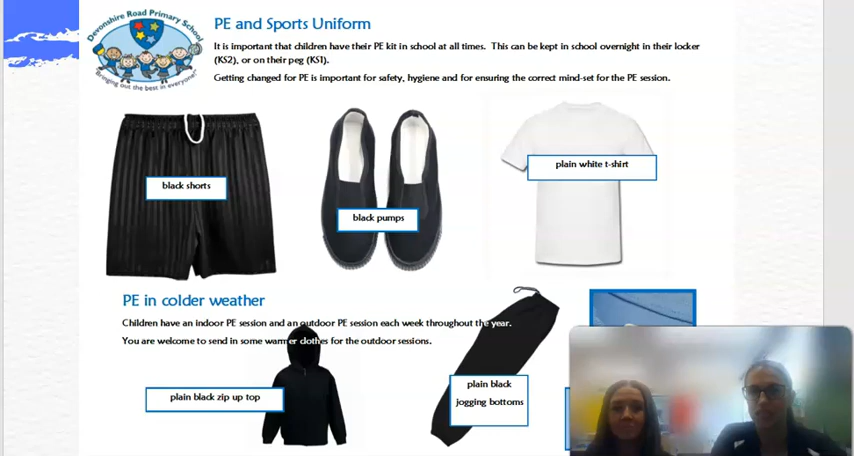 Devonshire Road Primary School
"Bringing out the best in everyone"
PE and Sports Uniform
It is important that children have their PE kit in school at all times. This can be kept in school overnight in their locker
(KS2), or on their peg (KS1).
Getting changed for PE is important for safety, hygiene and for ensuring the correct mind-set for the PE session.
black shorts
black pumps
plain white t-shirt
PE in colder weather
Children have an indoor PE session and an outdoor PE session each week throughout the year.
You are welcome to send in some warmer clothes for the outdoor sessions.
plain black zip up top
plain black
jogging bottoms